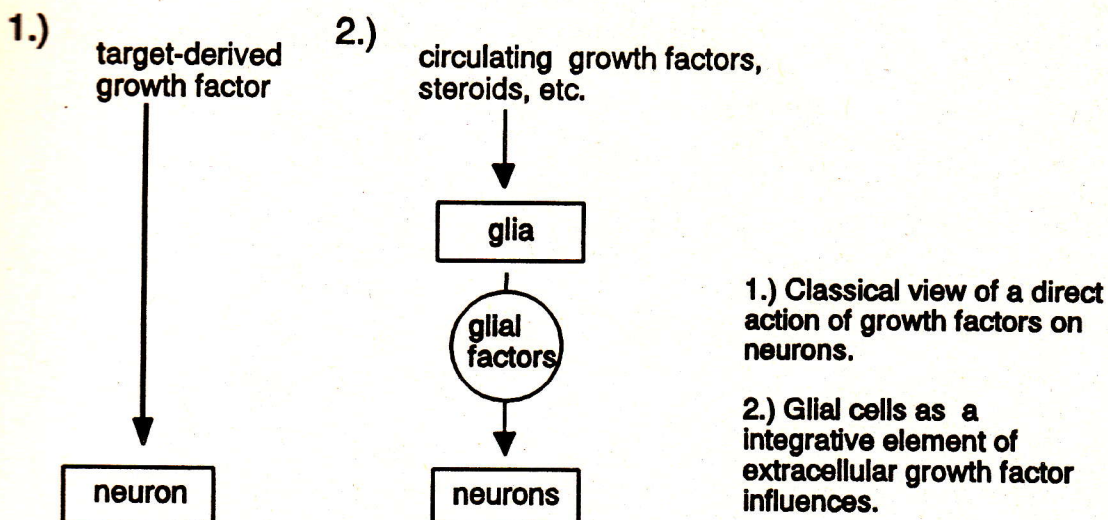 1.)
target-derived
growth factor
neuron
2.)
circulating growth factors,
steroids, etc.
glia
glial
factors
neurons
1.) Classical view of a direct
action of growth factors on
neurons.
2.) Glial cells as a
integrative element of
extracellular growth factor
influences.